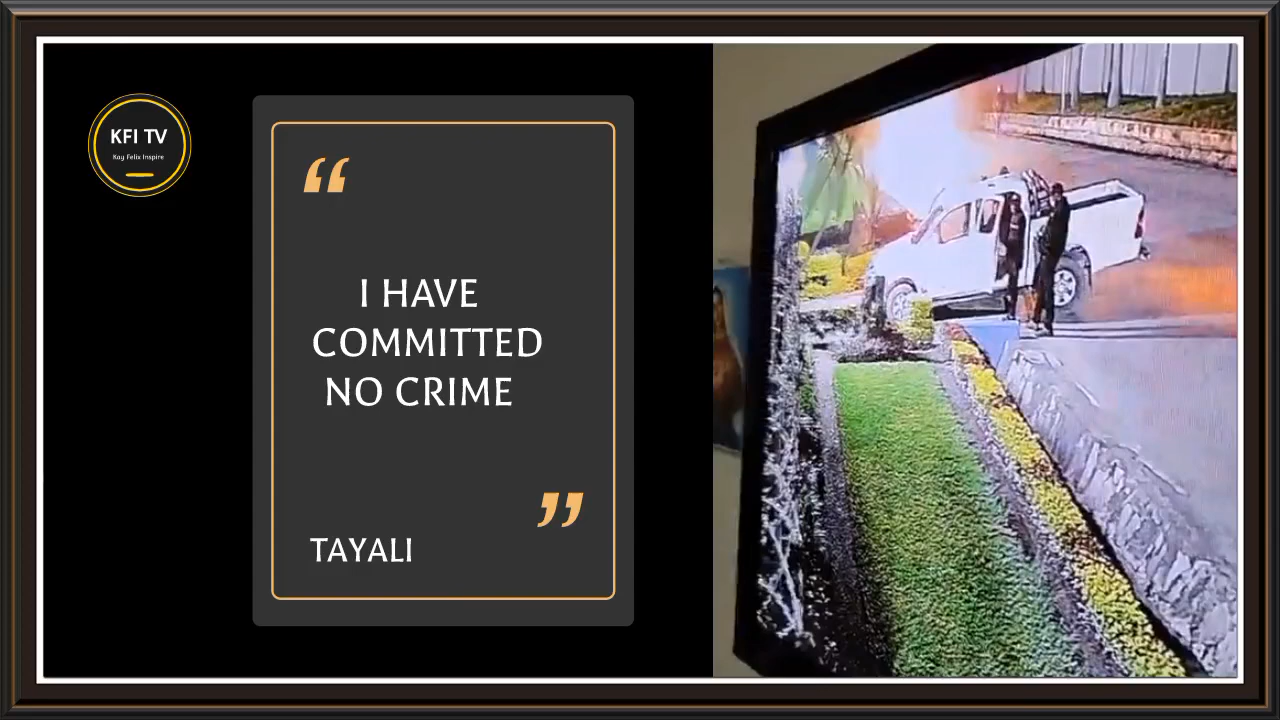 KFI TV
Kay Felix Inspire
“
I HAVE
COMMITTED
NO CRIME
”
TAYALI